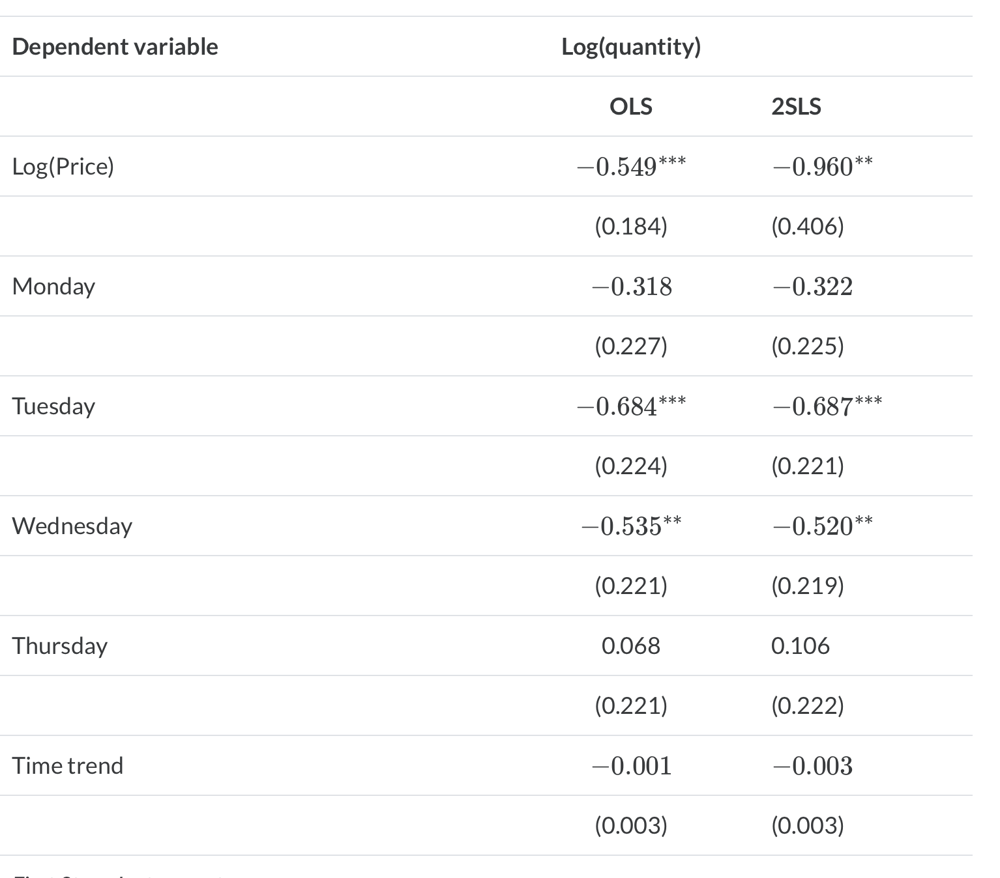 Dependent variable Log(quantity)
OLS 2SLS
Log(Price) −0.549*** −0.960**
(0.184) (0.406)
Monday −0.318 −0.322
(0.227) (0.225)
Tuesday −0.684*** −0.687***
(0.224) (0.221)
Wednesday −0.535** −0.520**
(0.221) (0.219)
Thursday 0.068 0.106
(0.221) (0.222)
Time trend −0.001 −0.003
(0.003) (0.003)